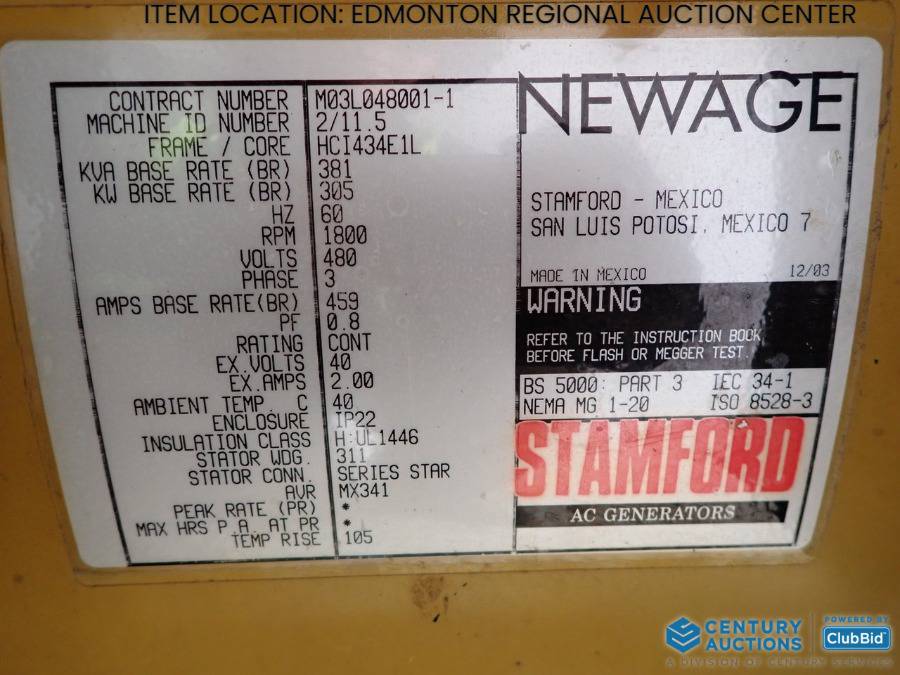 ITEM LOCATION: EDMONTON REGIONAL AUCTION CENTER
CONTRACT NUMBER M03L048001-1
MACHINE ID NUMBER 2/11.5
FRAME / CORE HCI434E1L
KVA BASE RATE (BR) 381
KW BASE RATE (BR) 305
HZ 60
RPM 1800
VOLTS 480
PHASE 3
AMPS BASE RATE(BR) 459
PF 0.8
RATING CONT
EX.VOLTS 40
EX.AMPS 2.00
AMBIENT TEMP. C 40
ENCLOSURE IP22
INSULATION CLASS H:UL1446
STATOR WDG. 311
STATOR CONN. SERIES STAR
AVR MX341
PEAK RATE (PR) *
MAX HRS P.A. AT PR *
TEMP RISE 105
NEWAGE
STAMFORD - MEXICO
SAN LUIS POTOSI, MEXICO 7
MADE IN MEXICO 12/03
WARNING
REFER TO THE INSTRUCTION BOOK
BEFORE FLASH OR MEGGER TEST.
BS 5000: PART 3 IEC 34-1
NEMA MG 1-20 ISO 8528-3
STAMFORD
AC GENERATORS
CENTURY
AUCTIONS
A DIVISION OF CENTURY SERVICES
POWERED BY
ClubBid